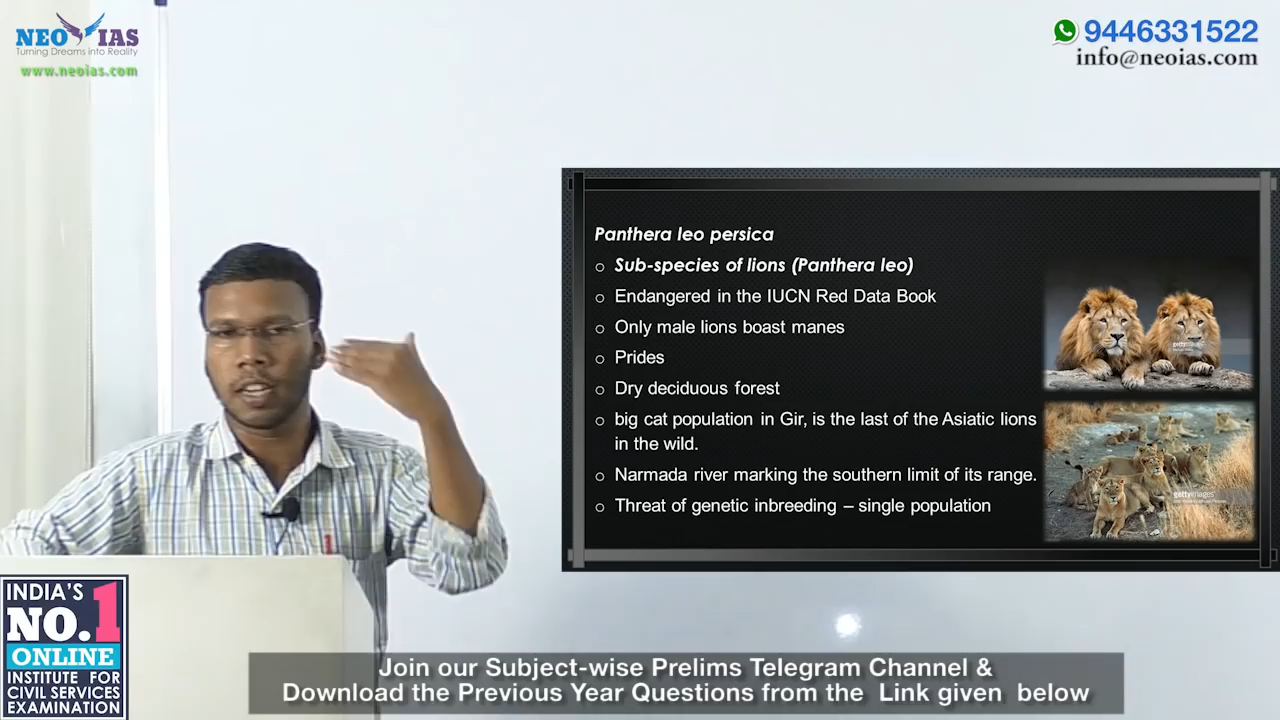 NEO IAS
Turning Dreams into Reality
www.neoias.com
9446331522
info@neoias.com
Panthera leo persica
Sub-species of lions (Panthera leo)
Endangered in the IUCN Red Data Book
Only male lions boast manes
Prides
Dry deciduous forest
big cat population in Gir, is the last of the Asiatic lions
in the wild.
Narmada river marking the southern limit of its range.
Threat of genetic inbreeding – single population
gettyimages
gettyimages
INDIA'S
NO.1
ONLINE
INSTITUTE FOR
CIVIL SERVICES
EXAMINATION
Join our Subject-wise Prelims Telegram Channel &
Download the Previous Year Questions from the Link given below